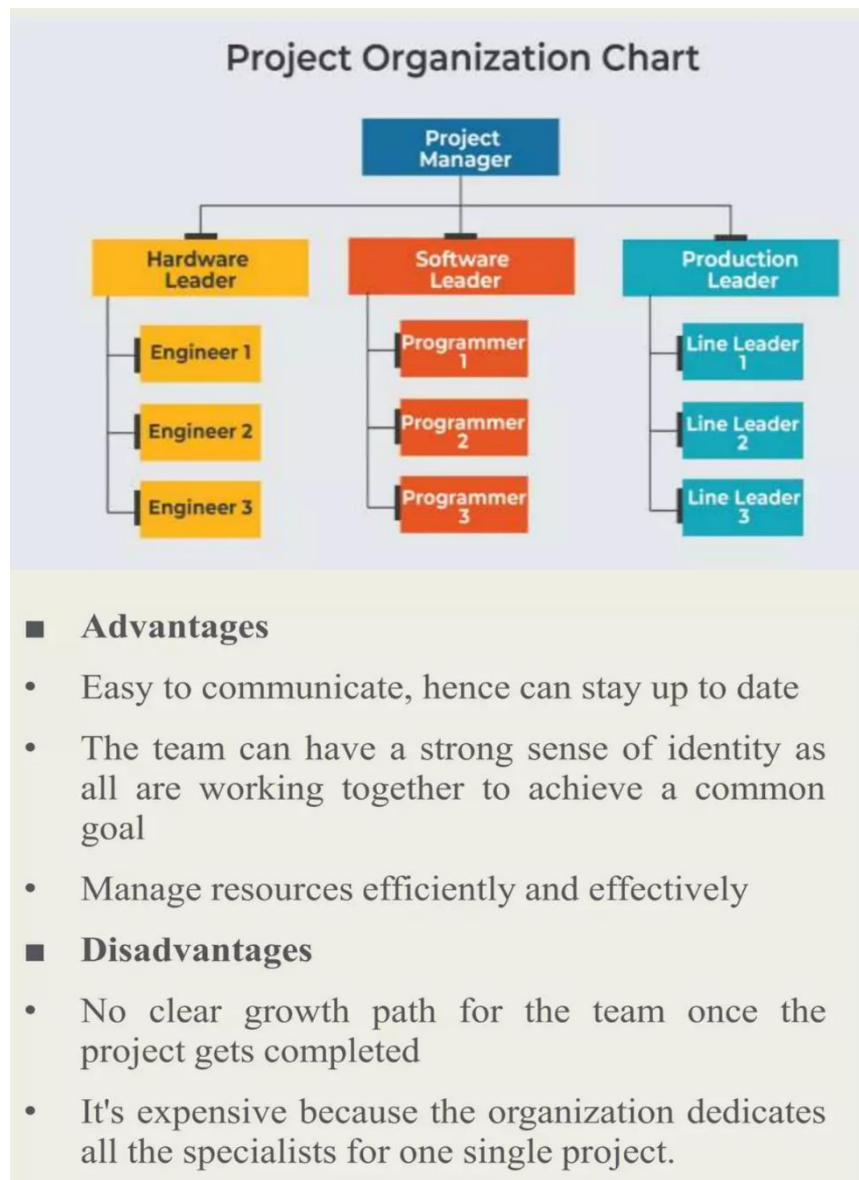 Project Organization Chart
Project
Manager
Hardware
Leader
Engineer 1
Engineer 2
Engineer 3
Software
Leader
Programmer
1
Programmer
2
Programmer
3
Production
Leader
Line Leader
1
Line Leader
2
Line Leader
3
■ Advantages
• Easy to communicate, hence can stay up to date
• The team can have a strong sense of identity as
all are working together to achieve a common
goal
• Manage resources efficiently and effectively
■ Disadvantages
• No clear growth path for the team once the
project gets completed
• It's expensive because the organization dedicates
all the specialists for one single project.